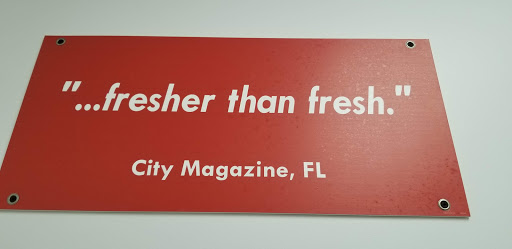 "...fresher than fresh."
City Magazine, FL